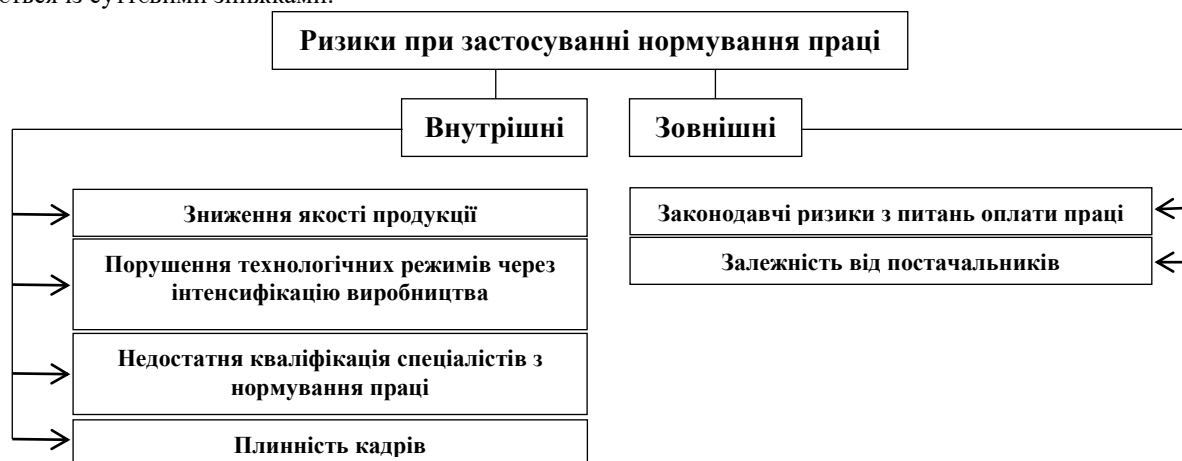 із суттєвими знижками.
Ризики при застосуванні нормування праці
Внутрішні
Зовнішні
Зниження якості продукції
Порушення технологічних режимів через
інтенсифікацію виробництва
Недостатня кваліфікація спеціалістів з
нормування праці
Плинність кадрів
Законодавчі ризики з питань оплати праці
Залежність від постачальників